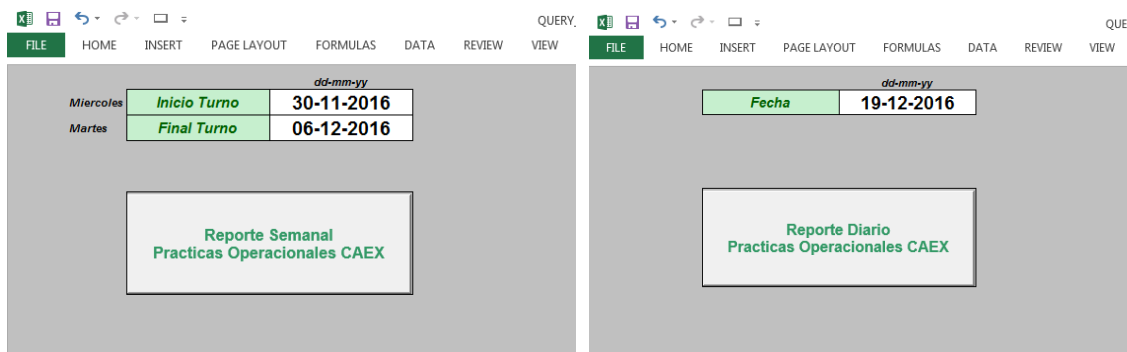 QUERY_
FILE HOME INSERT PAGE LAYOUT FORMULAS DATA REVIEW VIEW
dd-mm-yy
Miercoles Inicio Turno 30-11-2016
Martes Final Turno 06-12-2016
Reporte Semanal
Practicas Operacionales CAEX
QUE
FILE HOME INSERT PAGE LAYOUT FORMULAS DATA REVIEW VIEW
dd-mm-yy
Fecha 19-12-2016
Reporte Diario
Practicas Operacionales CAEX